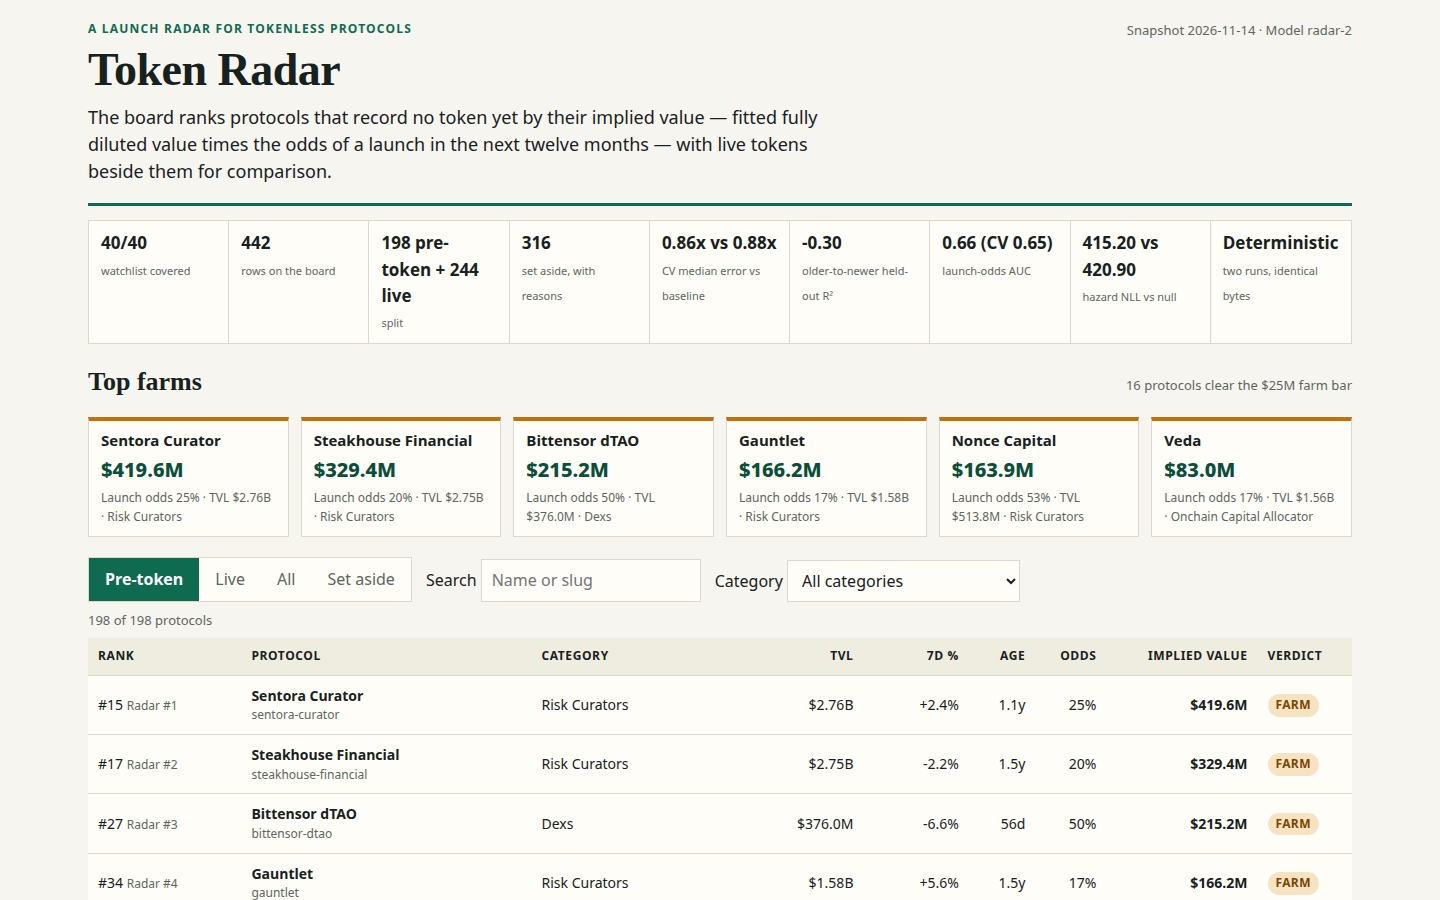 A LAUNCH RADAR FOR TOKENLESS PROTOCOLS
Snapshot 2026-11-14 · Model radar-2
Token Radar
The board ranks protocols that record no token yet by their implied value — fitted fully
diluted value times the odds of a launch in the next twelve months — with live tokens
beside them for comparison.
40/40
watchlist covered
442
rows on the board
198 pre-
token + 244
live
split
316
set aside, with
reasons
0.86x vs 0.88x
CV median error vs
baseline
-0.30
older-to-newer held-
out R²
0.66 (CV 0.65)
launch-odds AUC
415.20 vs
420.90
hazard NLL vs null
Deterministic
two runs, identical
bytes
Top farms
16 protocols clear the $25M farm bar
Sentora Curator
$419.6M
Launch odds 25% · TVL $2.76B
· Risk Curators
Steakhouse Financial
$329.4M
Launch odds 20% · TVL $2.75B
· Risk Curators
Bittensor dTAO
$215.2M
Launch odds 50% · TVL
$376.0M · Dexs
Gauntlet
$166.2M
Launch odds 17% · TVL $1.58B
· Risk Curators
Nonce Capital
$163.9M
Launch odds 53% · TVL
$513.8M · Risk Curators
Veda
$83.0M
Launch odds 17% · TVL $1.56B
· Onchain Capital Allocator
Pre-token Live All Set aside Search Name or slug Category All categories
198 of 198 protocols
RANK PROTOCOL CATEGORY TVL 7D % AGE ODDS IMPLIED VALUE VERDICT
#15 Radar #1 Sentora Curator Risk Curators $2.76B +2.4% 1.1y 25% $419.6M FARM
sentora-curator
#17 Radar #2 Steakhouse Financial Risk Curators $2.75B -2.2% 1.5y 20% $329.4M FARM
steakhouse-financial
#27 Radar #3 Bittensor dTAO Dexs $376.0M -6.6% 56d 50% $215.2M FARM
bittensor-dtao
#34 Radar #4 Gauntlet Risk Curators $1.58B +5.6% 1.5y 17% $166.2M FARM
gauntlet